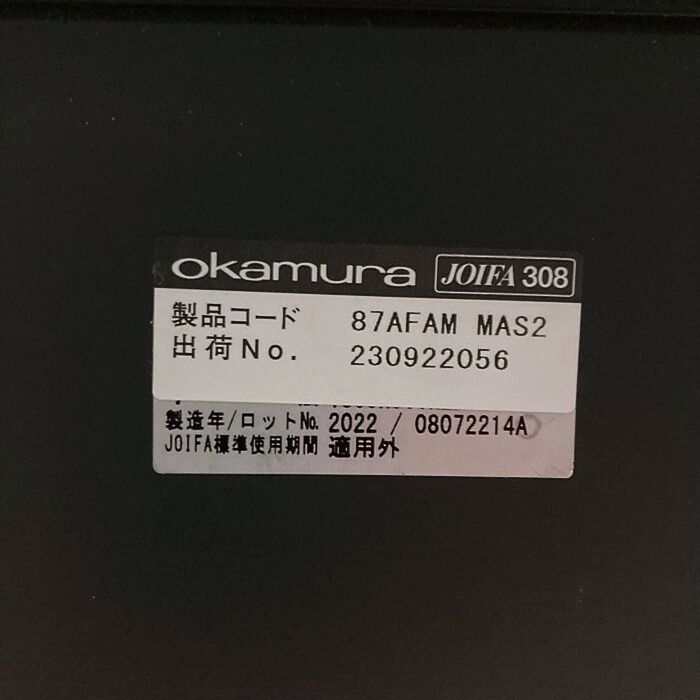 okamura JOIFA 308
製品コード 87AFAM MAS2
出荷No. 230922056
製造年/ロットNo. 2022 / 08072214A
JOIFA標準使用期間 適用外